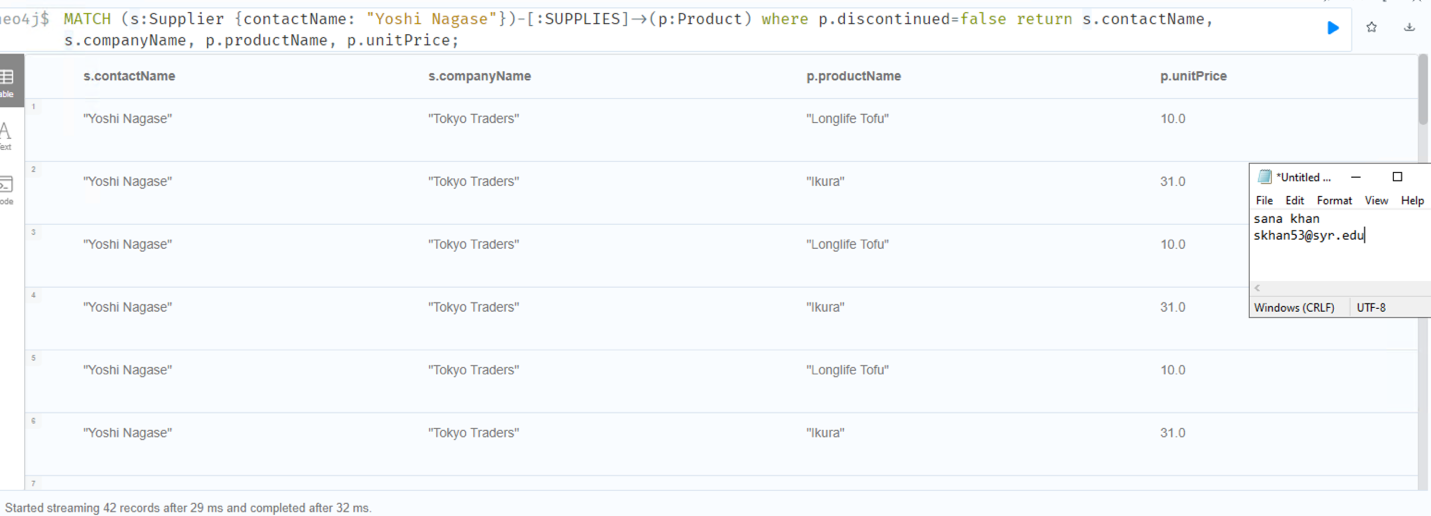 neo4j$ MATCH (s:Supplier {contactName: "Yoshi Nagase"})-[:SUPPLIES]->(p:Product) where p.discontinued=false return s.contactName,
s.companyName, p.productName, p.unitPrice;
s.contactName s.companyName p.productName p.unitPrice
able
1
"Yoshi Nagase" "Tokyo Traders" "Longlife Tofu" 10.0
Text
2
"Yoshi Nagase" "Tokyo Traders" "Ikura" 31.0
ode
3
"Yoshi Nagase" "Tokyo Traders" "Longlife Tofu" 10.0
4
"Yoshi Nagase" "Tokyo Traders" "Ikura" 31.0
5
"Yoshi Nagase" "Tokyo Traders" "Longlife Tofu" 10.0
6
"Yoshi Nagase" "Tokyo Traders" "Ikura" 31.0
7
Started streaming 42 records after 29 ms and completed after 32 ms.
*Untitled ...
File Edit Format View Help
sana khan
skhan53@syr.edu
Windows (CRLF) UTF-8